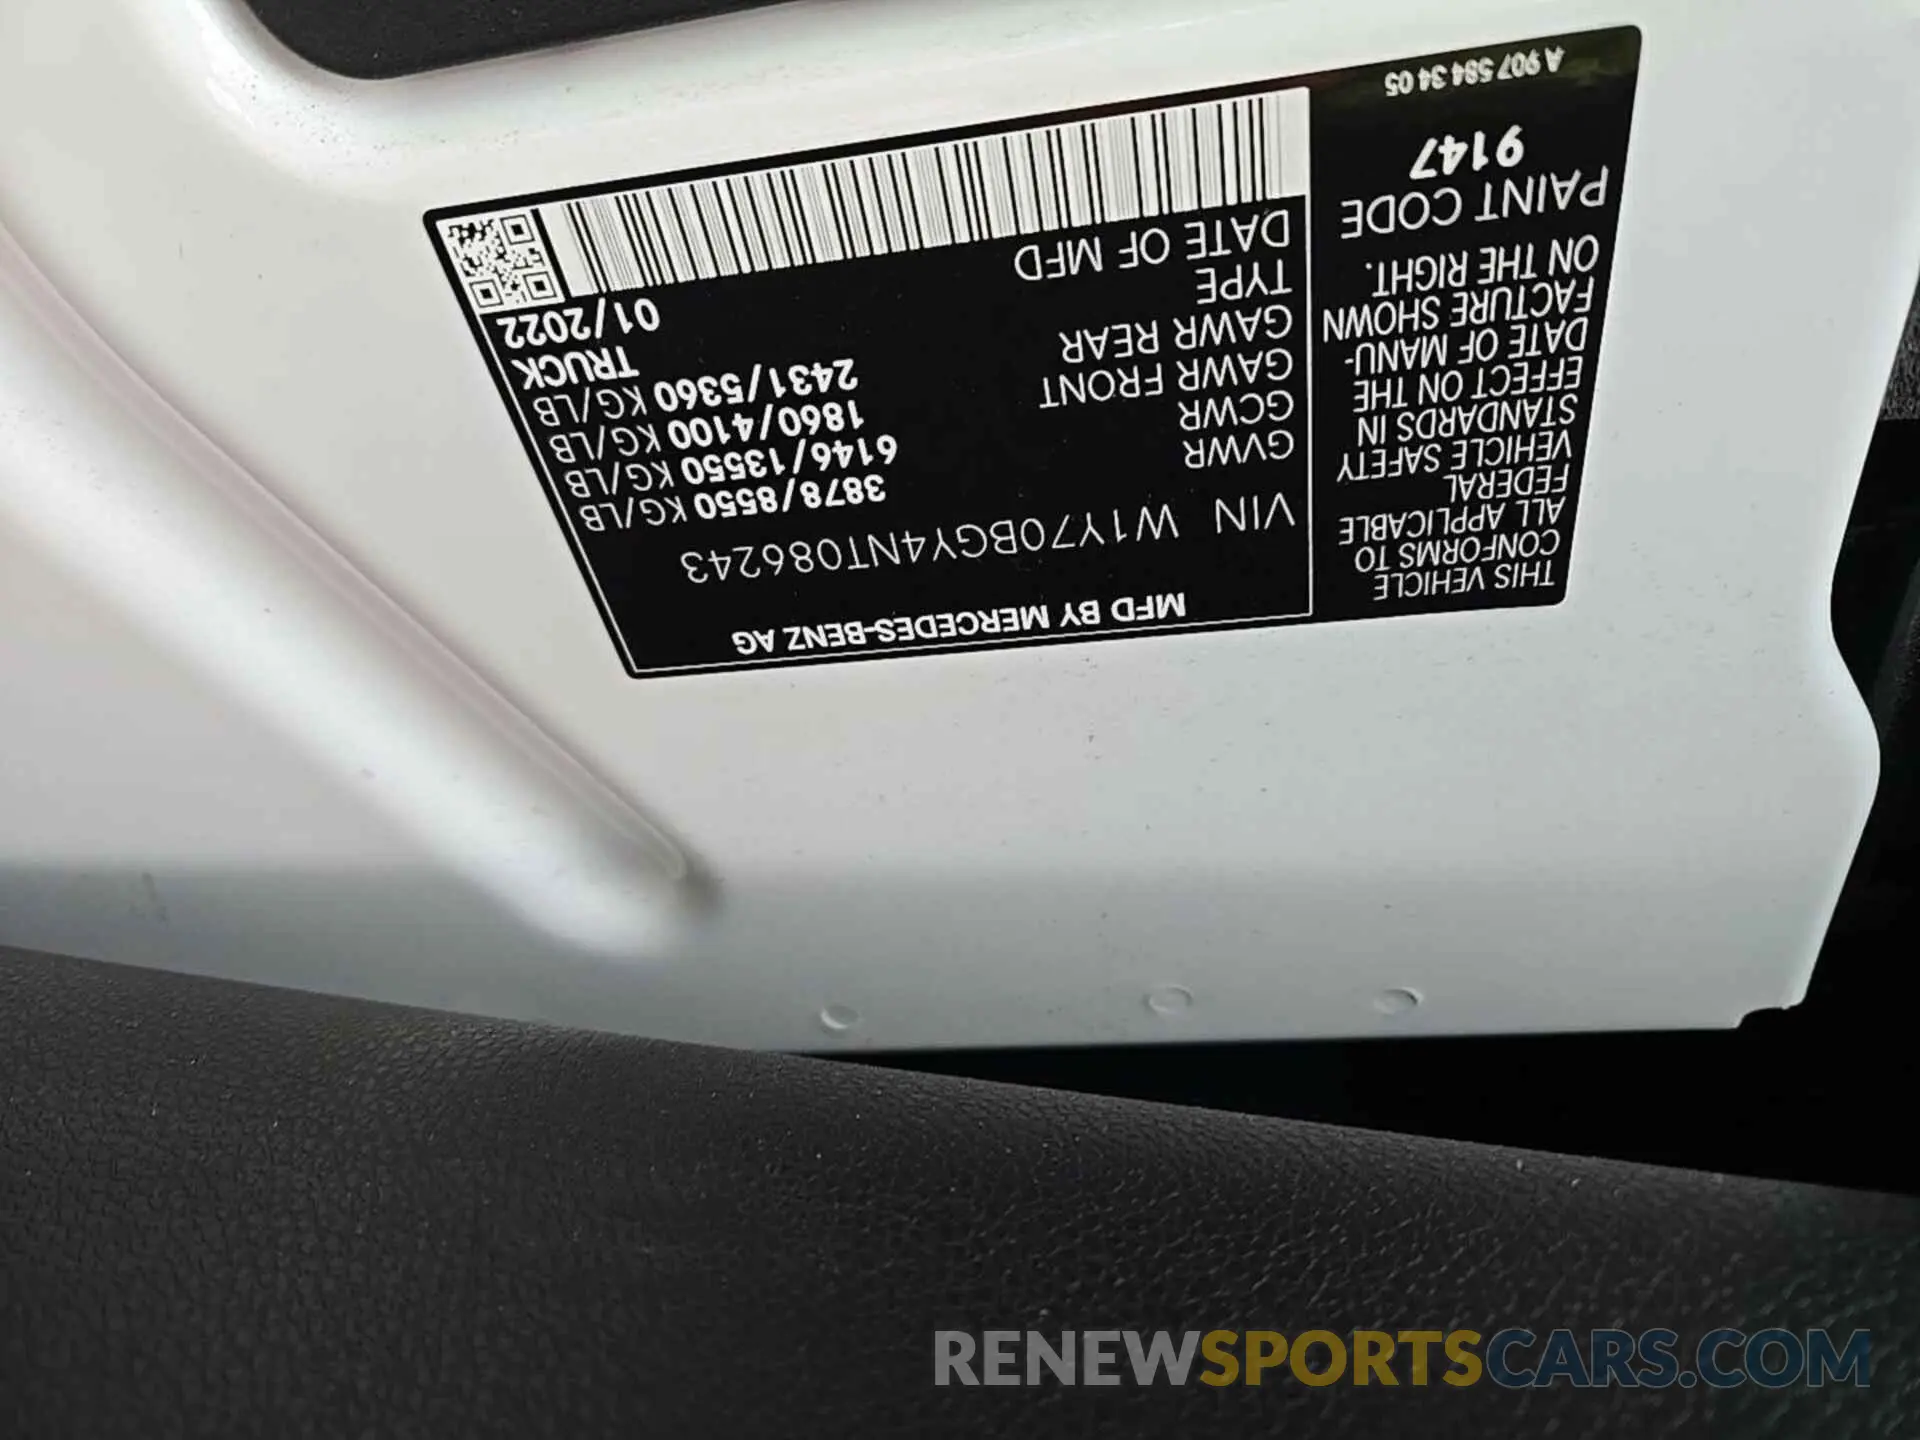 MFD BY MERCEDES-BENZ AG
VIN W1Y70BGY4NT086243
GVWR 3878/8550 KG/LB
GCWR 6146/13550 KG/LB
GAWR FRONT 1860/4100 KG/LB
GAWR REAR 2431/5360 KG/LB
TYPE TRUCK
DATE OF MFD 01/2022
THIS VEHICLE
CONFORMS TO
ALL APPLICABLE
FEDERAL
VEHICLE SAFETY
STANDARDS IN
EFFECT ON THE
DATE OF MANU-
FACTURE SHOWN
ON THE RIGHT.
PAINT CODE
9147
A 907 584 34 05
RENEWSPORTSCARS.COM